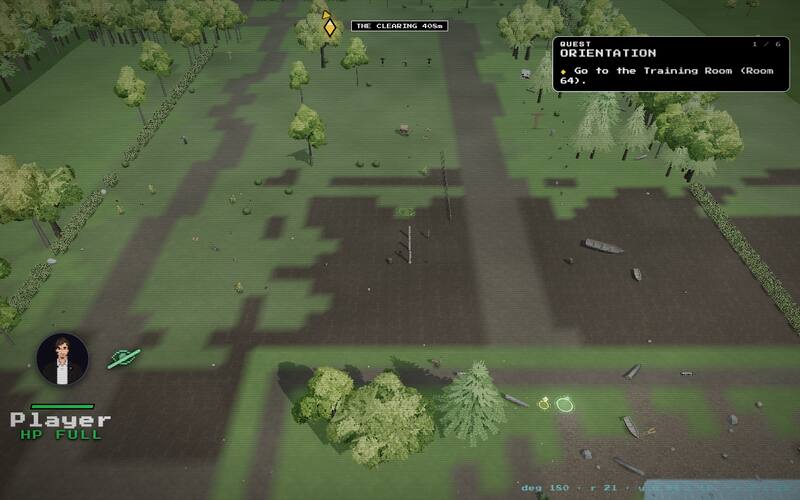 THE CLEARING 408m
QUEST 1 / 6
ORIENTATION
Go to the Training Room (Room
64).
Player
HP FULL
deg 150 · r 21 ·